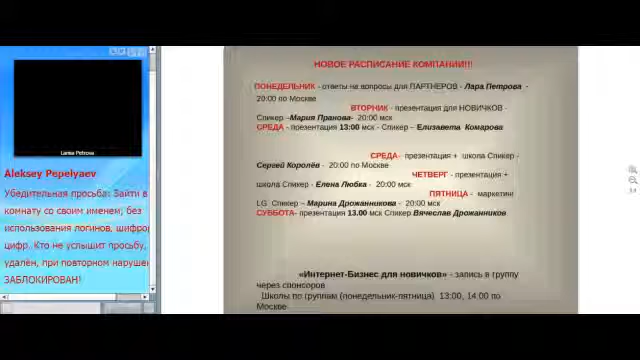 Larisa Petrova
Aleksey Pepelyaev
Убедительная просьба: Зайти в
комнату со своим именем, без
использования логинов, шифров
цифр. Кто не услышит просьбу,
удалён, при повторном нарушен
ЗАБЛОКИРОВАН!
НОВОЕ РАСПИСАНИЕ КОМПАНИИ!!!
ПОНЕДЕЛЬНИК - ответы на вопросы для ПАРТНЕРОВ - Лара Петрова -
20:00 по Москве
ВТОРНИК - презентация для НОВИЧКОВ -
Спикер –Мария Пранова- 20:00 мск
СРЕДА - презентация 13:00 мск - Спикер – Елизавета Комарова
СРЕДА- презентация + школа Спикер -
Сергей Королёв - 20:00 по Москве
ЧЕТВЕРГ - презентация +
школа Спикер - Елена Любка - 20:00 мск
ПЯТНИЦА - маркетинг
LG Спикер – Марина Дрожанникова - 20:00 мск
СУББОТА- презентация 13.00 мск Спикер Вячеслав Дрожанников
«Интернет-Бизнес для новичков» - запись в группу
через спонсоров
Школы по группам (понедельник-пятница) 13:00, 14.00 по
Москве